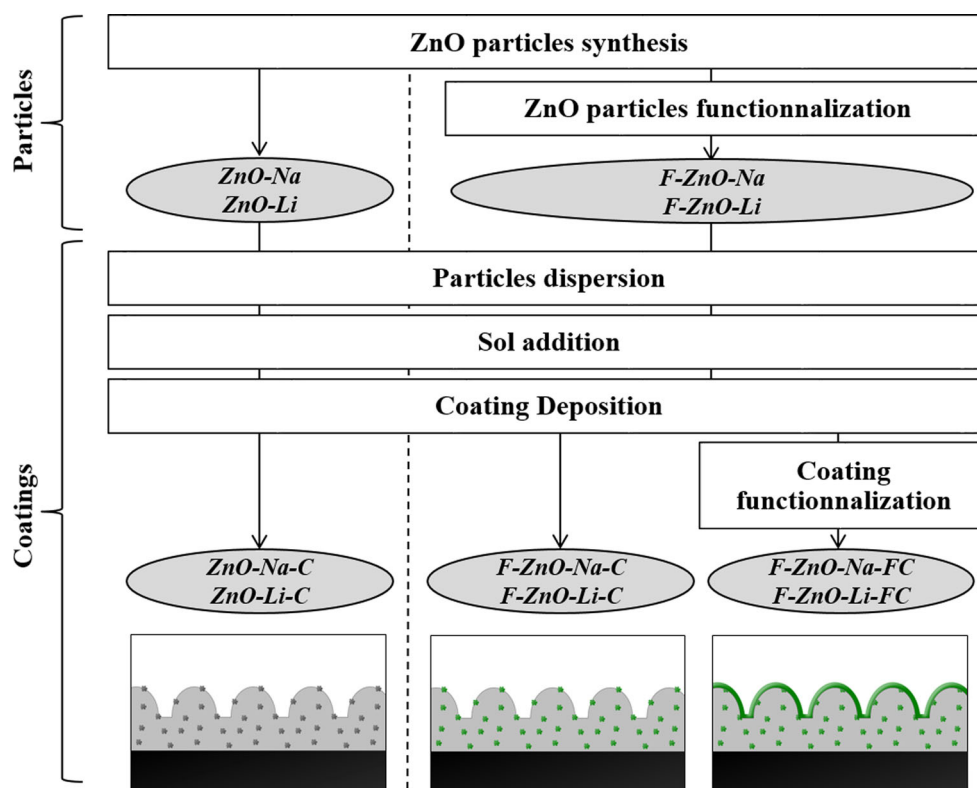 Particles
ZnO particles synthesis
ZnO particles functionnalization
ZnO-Na
ZnO-Li
F-ZnO-Na
F-ZnO-Li
Coatings
Particles dispersion
Sol addition
Coating Deposition
Coating
functionnalization
ZnO-Na-C
ZnO-Li-C
F-ZnO-Na-C
F-ZnO-Li-C
F-ZnO-Na-FC
F-ZnO-Li-FC